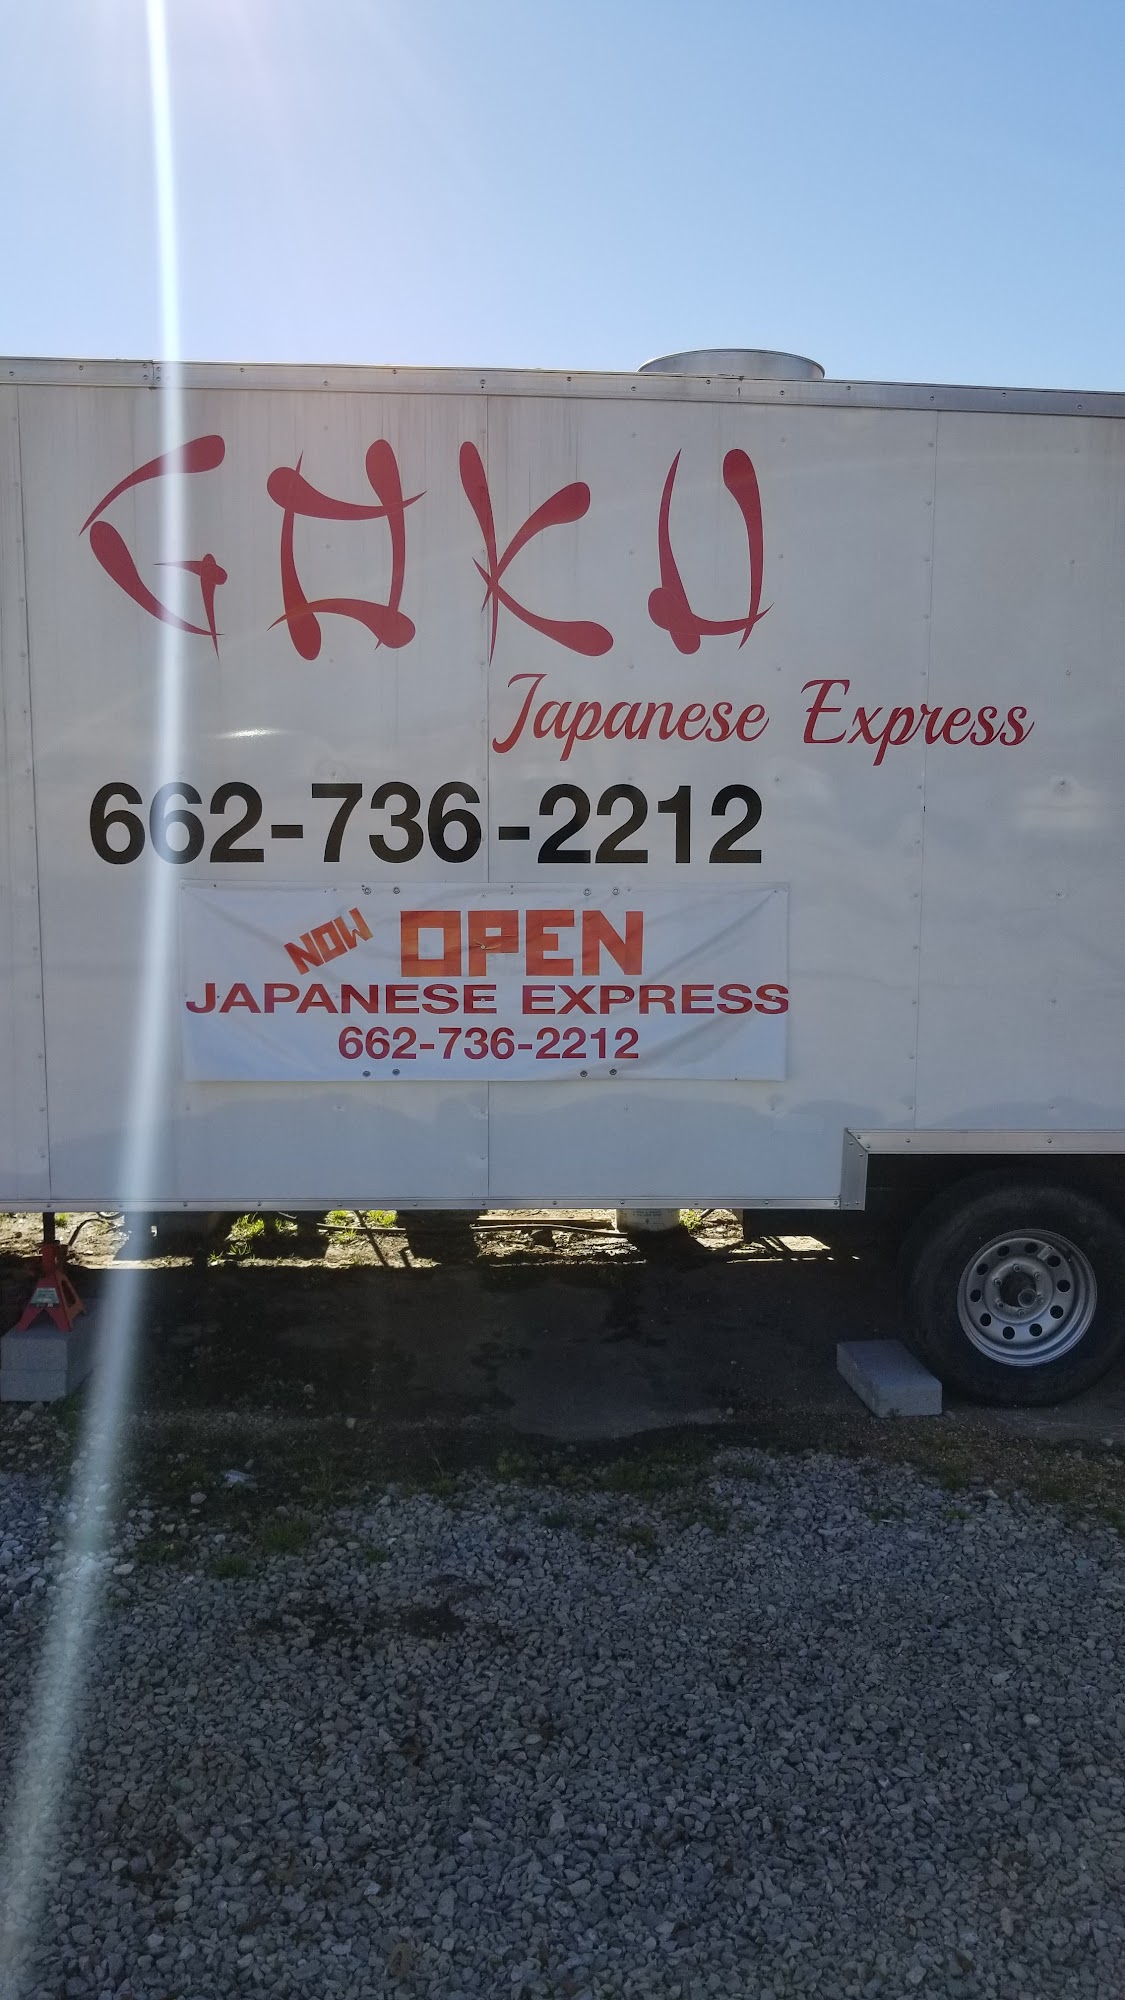 GOKU
Japanese Express
662-736-2212
NOW OPEN
JAPANESE EXPRESS
662-736-2212